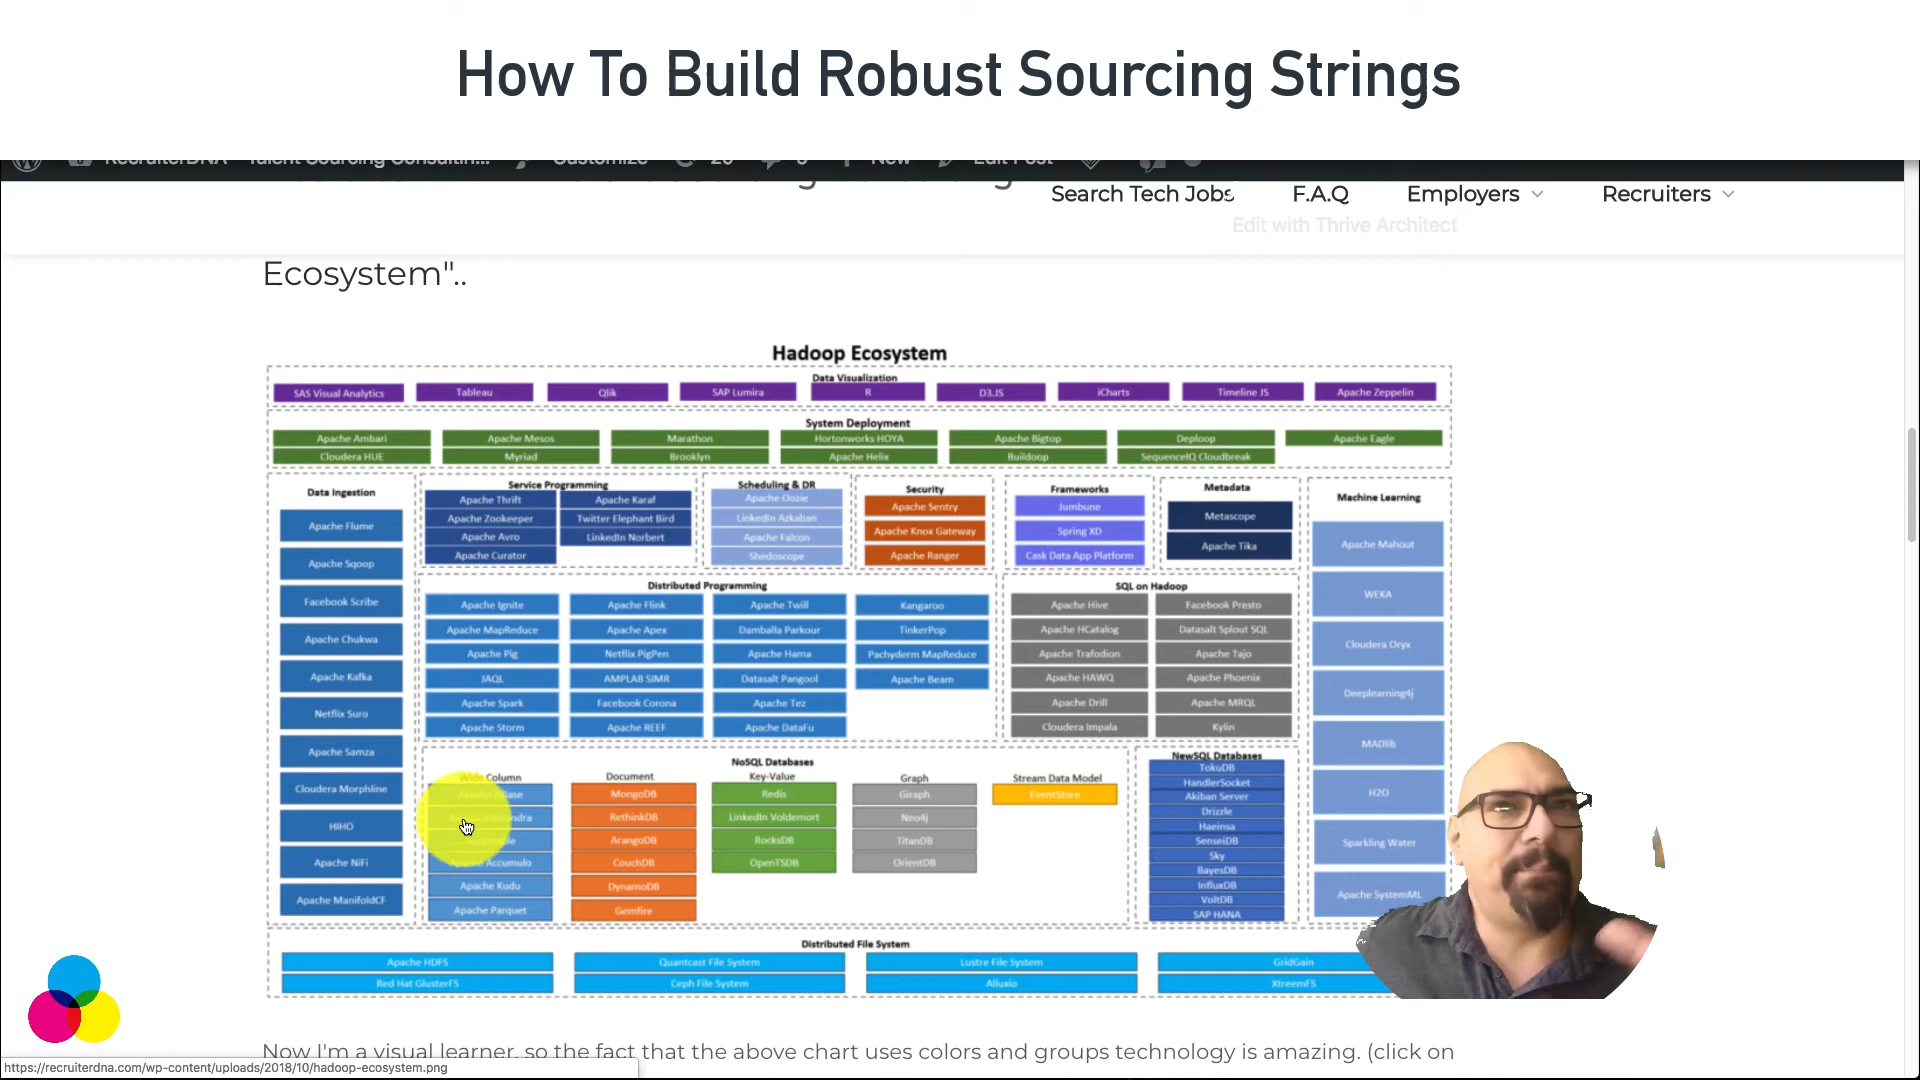 How To Build Robust Sourcing Strings
RecruiterDNA - Talent Sourcing Consultin... Customize 20 New Edit Post
Search Tech Jobs F.A.Q Employers Recruiters
Edit with Thrive Architect
Ecosystem"..
Hadoop Ecosystem
Data Visualization
SAS Visual Analytics Tableau Qlik SAP Lumira R D3.JS iCharts Timeline JS Apache Zeppelin
System Deployment
Apache Ambari Apache Mesos Marathon Hortonworks HOYA Apache Bigtop Deploop Apache Eagle
Cloudera HUE Myriad Brooklyn Apache Helix Buildoop SequenceIQ Cloudbreak
Data Ingestion
Apache Flume
Apache Sqoop
Facebook Scribe
Apache Chukwa
Apache Kafka
Netflix Suro
Apache Samza
Cloudera Morphline
HIHO
Apache NiFi
Apache ManifoldCF
Service Programming
Apache Thrift Apache Karaf
Apache Zookeeper Twitter Elephant Bird
Apache Avro LinkedIn Norbert
Apache Curator
Scheduling & DR
Apache Oozie
LinkedIn Azkaban
Apache Falcon
Shedoscope
Security
Apache Sentry
Apache Knox Gateway
Apache Ranger
Frameworks
Jumbune
Spring XD
Cask Data App Platform
Metadata
Metascope
Apache Tika
Machine Learning
Apache Mahout
WEKA
Cloudera Oryx
Deeplearning4j
MADlib
H2O
Sparkling Water
Apache SystemML
Distributed Programming
Apache Ignite Apache Flink Apache Twill Kangaroo
Apache MapReduce Apache Apex Damballa Parkour TinkerPop
Apache Pig Netflix PigPen Apache Hama Pachyderm MapReduce
JAQL AMPLAB SIMR Datasalt Pangool Apache Beam
Apache Spark Facebook Corona Apache Tez
Apache Storm Apache REEF Apache DataFu
SQL on Hadoop
Apache Hive Facebook Presto
Apache HCatalog Datasalt Splout SQL
Apache Trafodion Apache Tajo
Apache HAWQ Apache Phoenix
Apache Drill Apache MRQL
Cloudera Impala Kylin
NoSQL Databases
Wide Column Document Key-Value Graph Stream Data Model
MongoDB Redis Giraph EventStore
RethinkDB LinkedIn Voldemort Neo4j
ArangoDB RocksDB TitanDB
Accumulo CouchDB OpenTSDB OrientDB
Apache Kudu DynamoDB
Apache Parquet Gemfire
NewSQL Databases
TokuDB
HandlerSocket
Akiban Server
Drizzle
Haeinsa
SenseiDB
Sky
BayesDB
InfluxDB
VoltDB
SAP HANA
Distributed File System
Apache HDFS Quantcast File System Lustre File System GridGain
Red Hat GlusterFS Ceph File System Alluxio XtreemFS
Now I'm a visual learner, so the fact that the above chart uses colors and groups technology is amazing. (click on
https://recruiterdna.com/wp-content/uploads/2018/10/hadoop-ecosystem.png